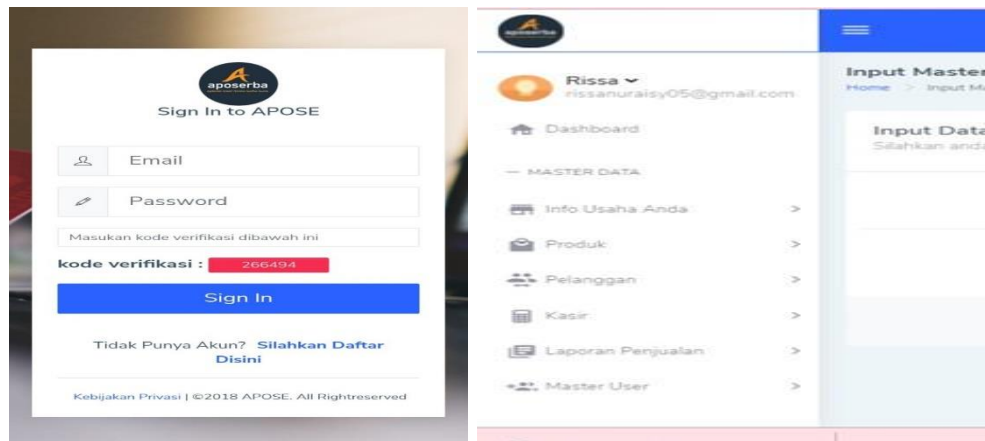 aposerba
Sign In to APOSE
Email
Password
Masukan kode verifikasi dibawah ini
kode verifikasi : 266494
Sign In
Tidak Punya Akun? Silahkan Daftar
Disini
Kebijakan Privasi | ©2018 APOSE. All Rightreserved
aposerba
Rissa
rissanuraisy05@gmail.com
Dashboard
— MASTER DATA
Info Usaha Anda >
Produk >
Pelanggan >
Kasir >
Laporan Penjualan >
Master User >
Input Master
Home > Input Ma
Input Data
Silahkan anda